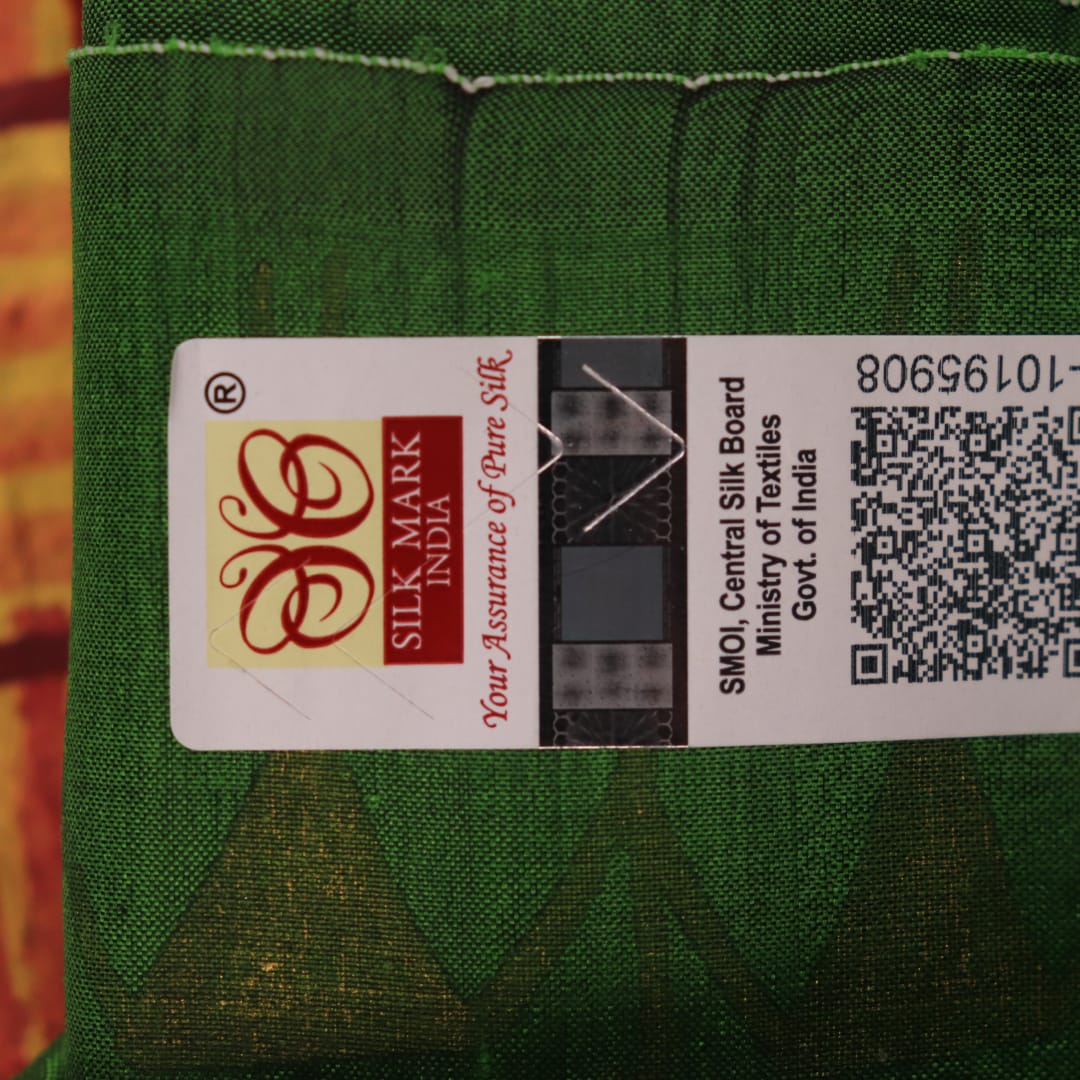 ®
SILK MARK
INDIA
Your Assurance of Pure Silk
SMOI, Central Silk Board
Ministry of Textiles
Govt. of India
-10195908